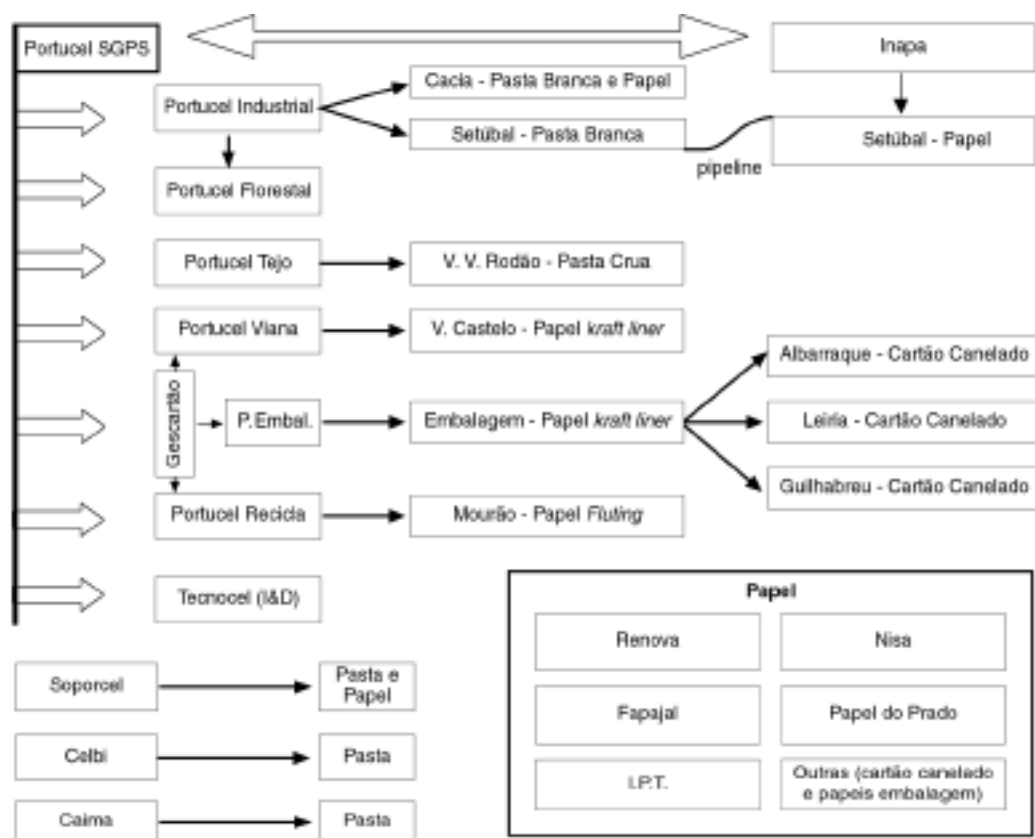 Portucel SGPS
Inapa
Portucel Industrial
Cacia - Pasta Branca e Papel
Setúbal - Pasta Branca
pipeline
Setúbal - Papel
Portucel Florestal
Portucel Tejo
V. V. Rodão - Pasta Crua
Portucel Viana
V. Castelo - Papel kraft liner
Gescartão
P.Embal.
Embalagem - Papel kraft liner
Albarraque - Cartão Canelado
Leiria - Cartão Canelado
Guilhabreu - Cartão Canelado
Portucel Recicla
Mourão - Papel Fluting
Tecnocel (I&D)
Soporcel
Pasta e
Papel
Celbi
Pasta
Caima
Pasta
Papel
Renova
Nisa
Fapajal
Papel do Prado
I.P.T.
Outras (cartão canelado
e papeis embalagem)